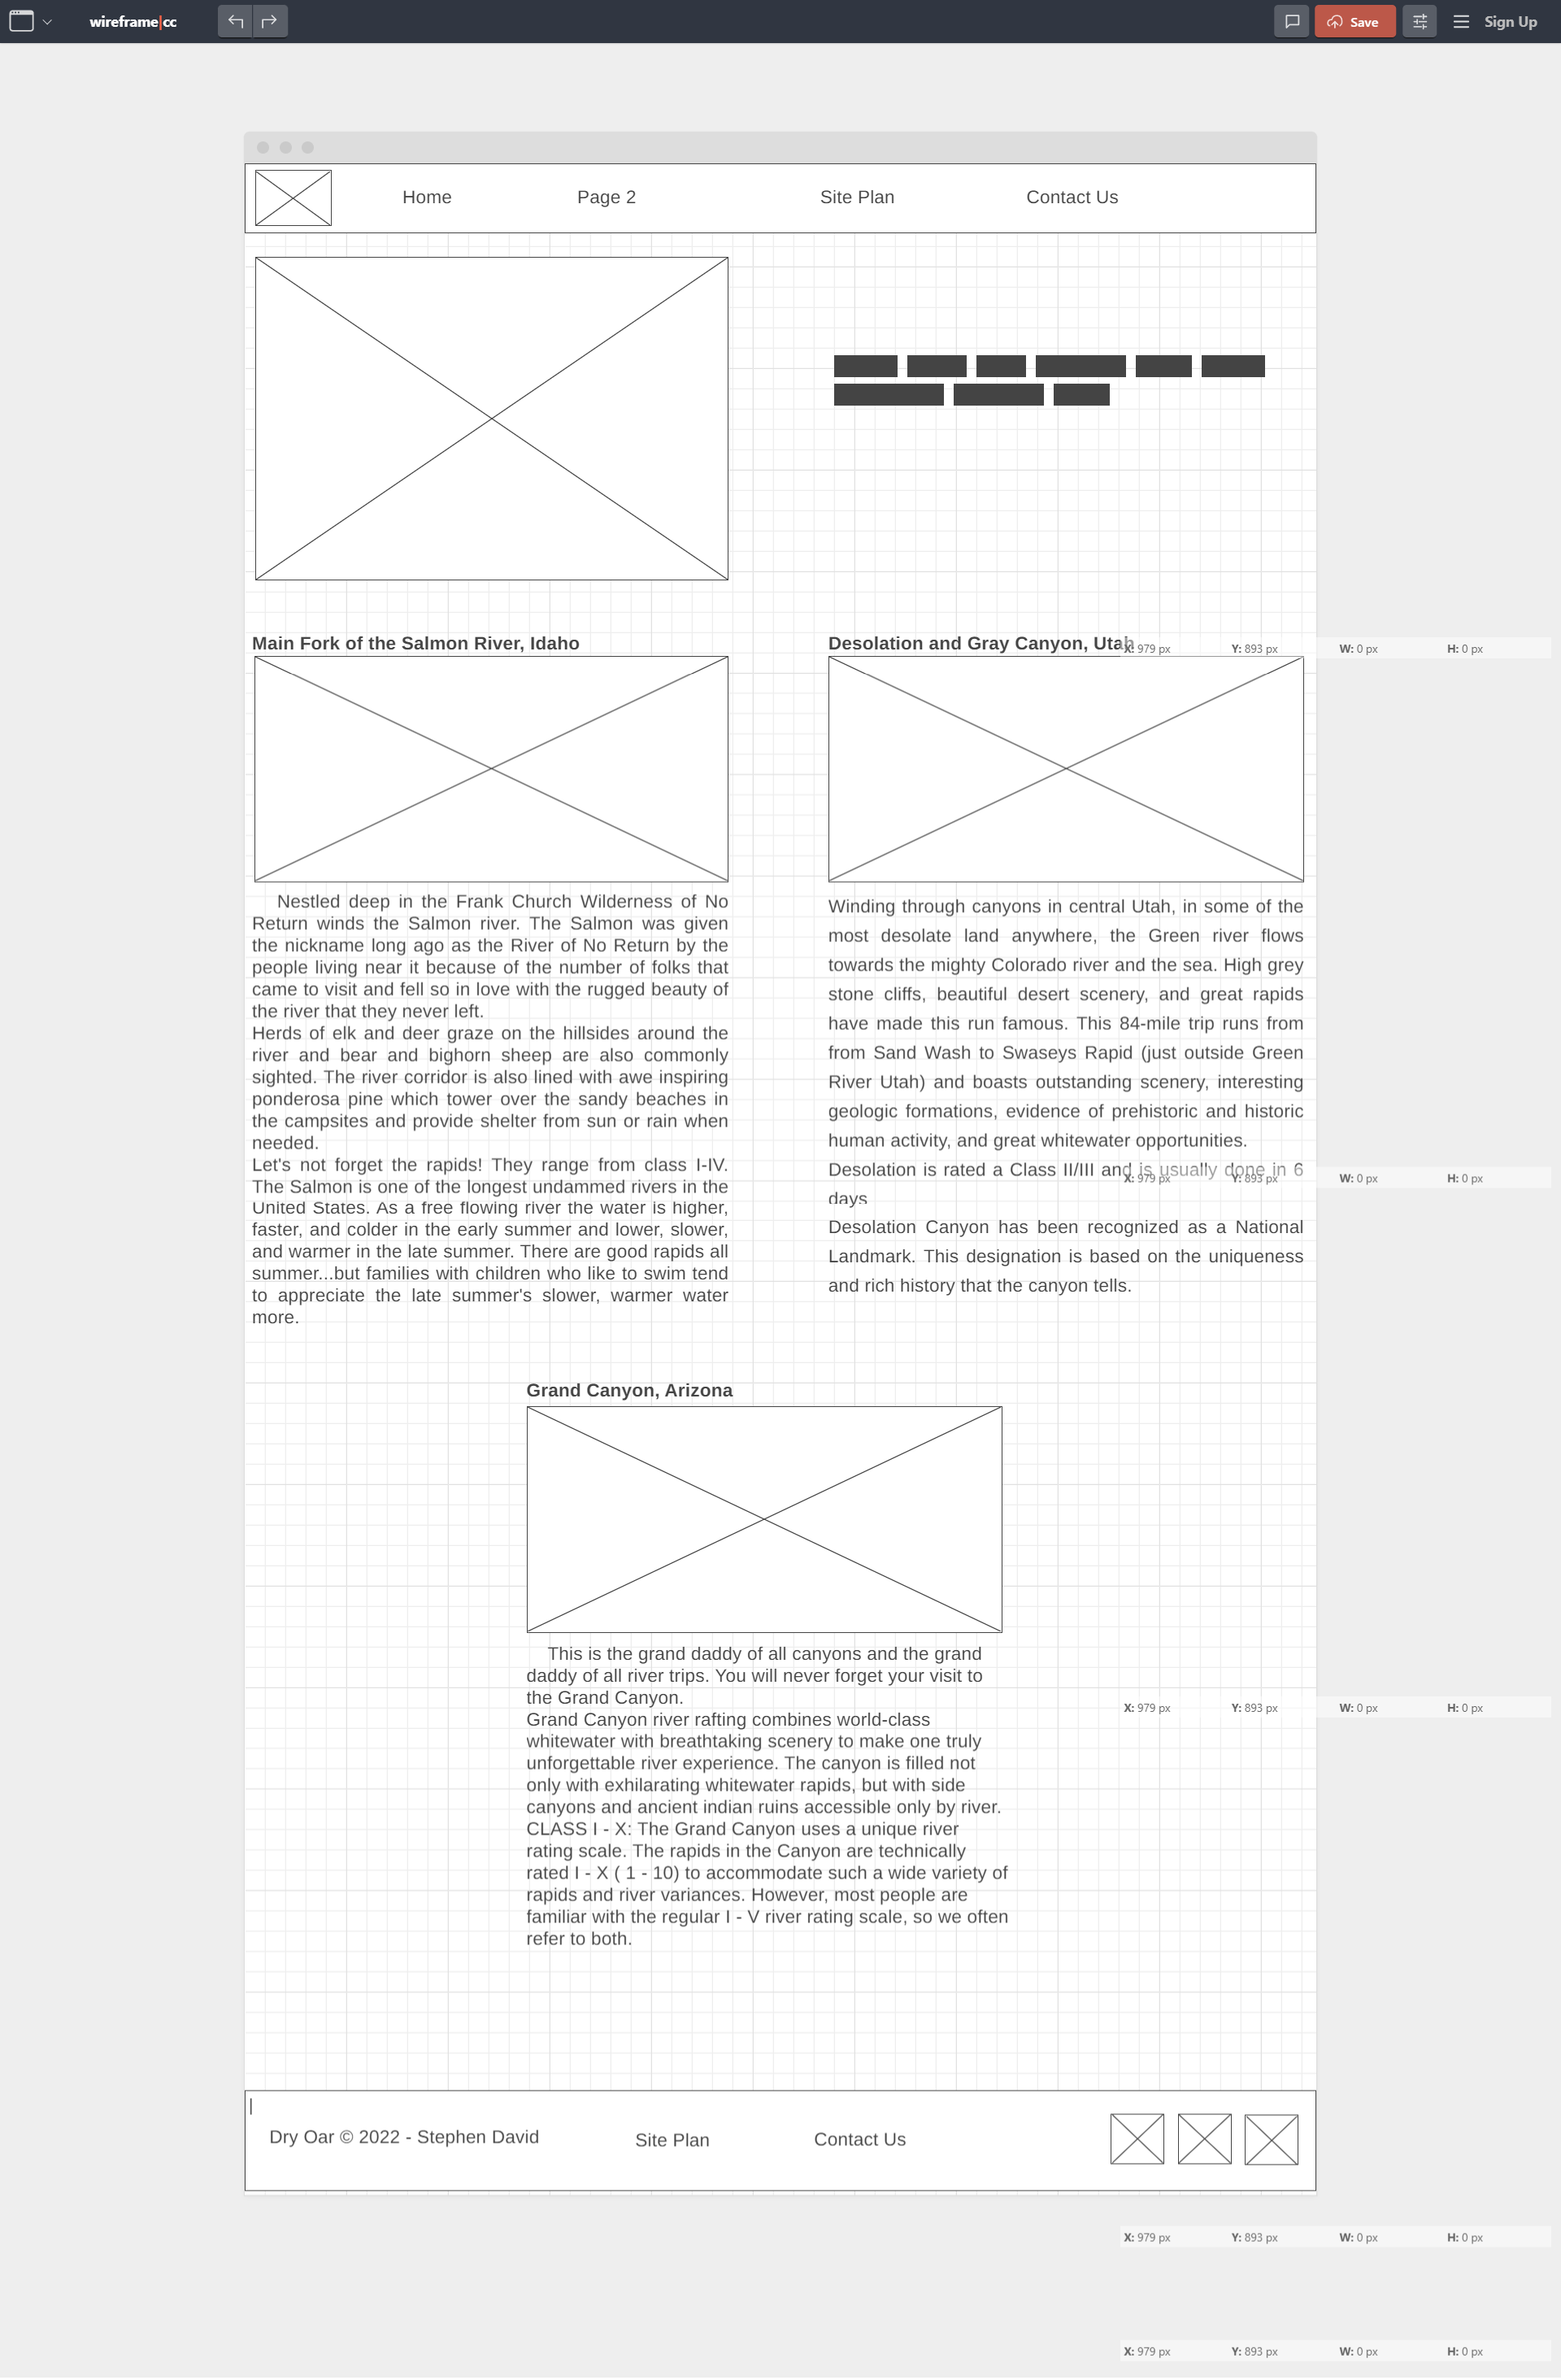 wireframe|cc
Save
Sign Up
Home Page 2 Site Plan Contact Us
Main Fork of the Salmon River, Idaho
Nestled deep in the Frank Church Wilderness of No
Return winds the Salmon river. The Salmon was given
the nickname long ago as the River of No Return by the
people living near it because of the number of folks that
came to visit and fell so in love with the rugged beauty of
the river that they never left.
Herds of elk and deer graze on the hillsides around the
river and bear and bighorn sheep are also commonly
sighted. The river corridor is also lined with awe inspiring
ponderosa pine which tower over the sandy beaches in
the campsites and provide shelter from sun or rain when
needed.
Let's not forget the rapids! They range from class I-IV.
The Salmon is one of the longest undammed rivers in the
United States. As a free flowing river the water is higher,
faster, and colder in the early summer and lower, slower,
and warmer in the late summer. There are good rapids all
summer...but families with children who like to swim tend
to appreciate the late summer's slower, warmer water
more.
Desolation and Gray Canyon, Utah
X: 979 px Y: 893 px W: 0 px H: 0 px
Winding through canyons in central Utah, in some of the
most desolate land anywhere, the Green river flows
towards the mighty Colorado river and the sea. High grey
stone cliffs, beautiful desert scenery, and great rapids
have made this run famous. This 84-mile trip runs from
from Sand Wash to Swaseys Rapid (just outside Green
River Utah) and boasts outstanding scenery, interesting
geologic formations, evidence of prehistoric and historic
human activity, and great whitewater opportunities.
Desolation is rated a Class II/III and is usually done in 6
X: 979 px Y: 893 px W: 0 px H: 0 px
days
Desolation Canyon has been recognized as a National
Landmark. This designation is based on the uniqueness
and rich history that the canyon tells.
Grand Canyon, Arizona
This is the grand daddy of all canyons and the grand
daddy of all river trips. You will never forget your visit to
the Grand Canyon.
Grand Canyon river rafting combines world-class
whitewater with breathtaking scenery to make one truly
unforgettable river experience. The canyon is filled not
only with exhilarating whitewater rapids, but with side
canyons and ancient indian ruins accessible only by river.
CLASS I - X: The Grand Canyon uses a unique river
rating scale. The rapids in the Canyon are technically
rated I - X ( 1 - 10) to accommodate such a wide variety of
rapids and river variances. However, most people are
familiar with the regular I - V river rating scale, so we often
refer to both.
X: 979 px Y: 893 px W: 0 px H: 0 px
Dry Oar © 2022 - Stephen David Site Plan Contact Us
X: 979 px Y: 893 px W: 0 px H: 0 px
X: 979 px Y: 893 px W: 0 px H: 0 px